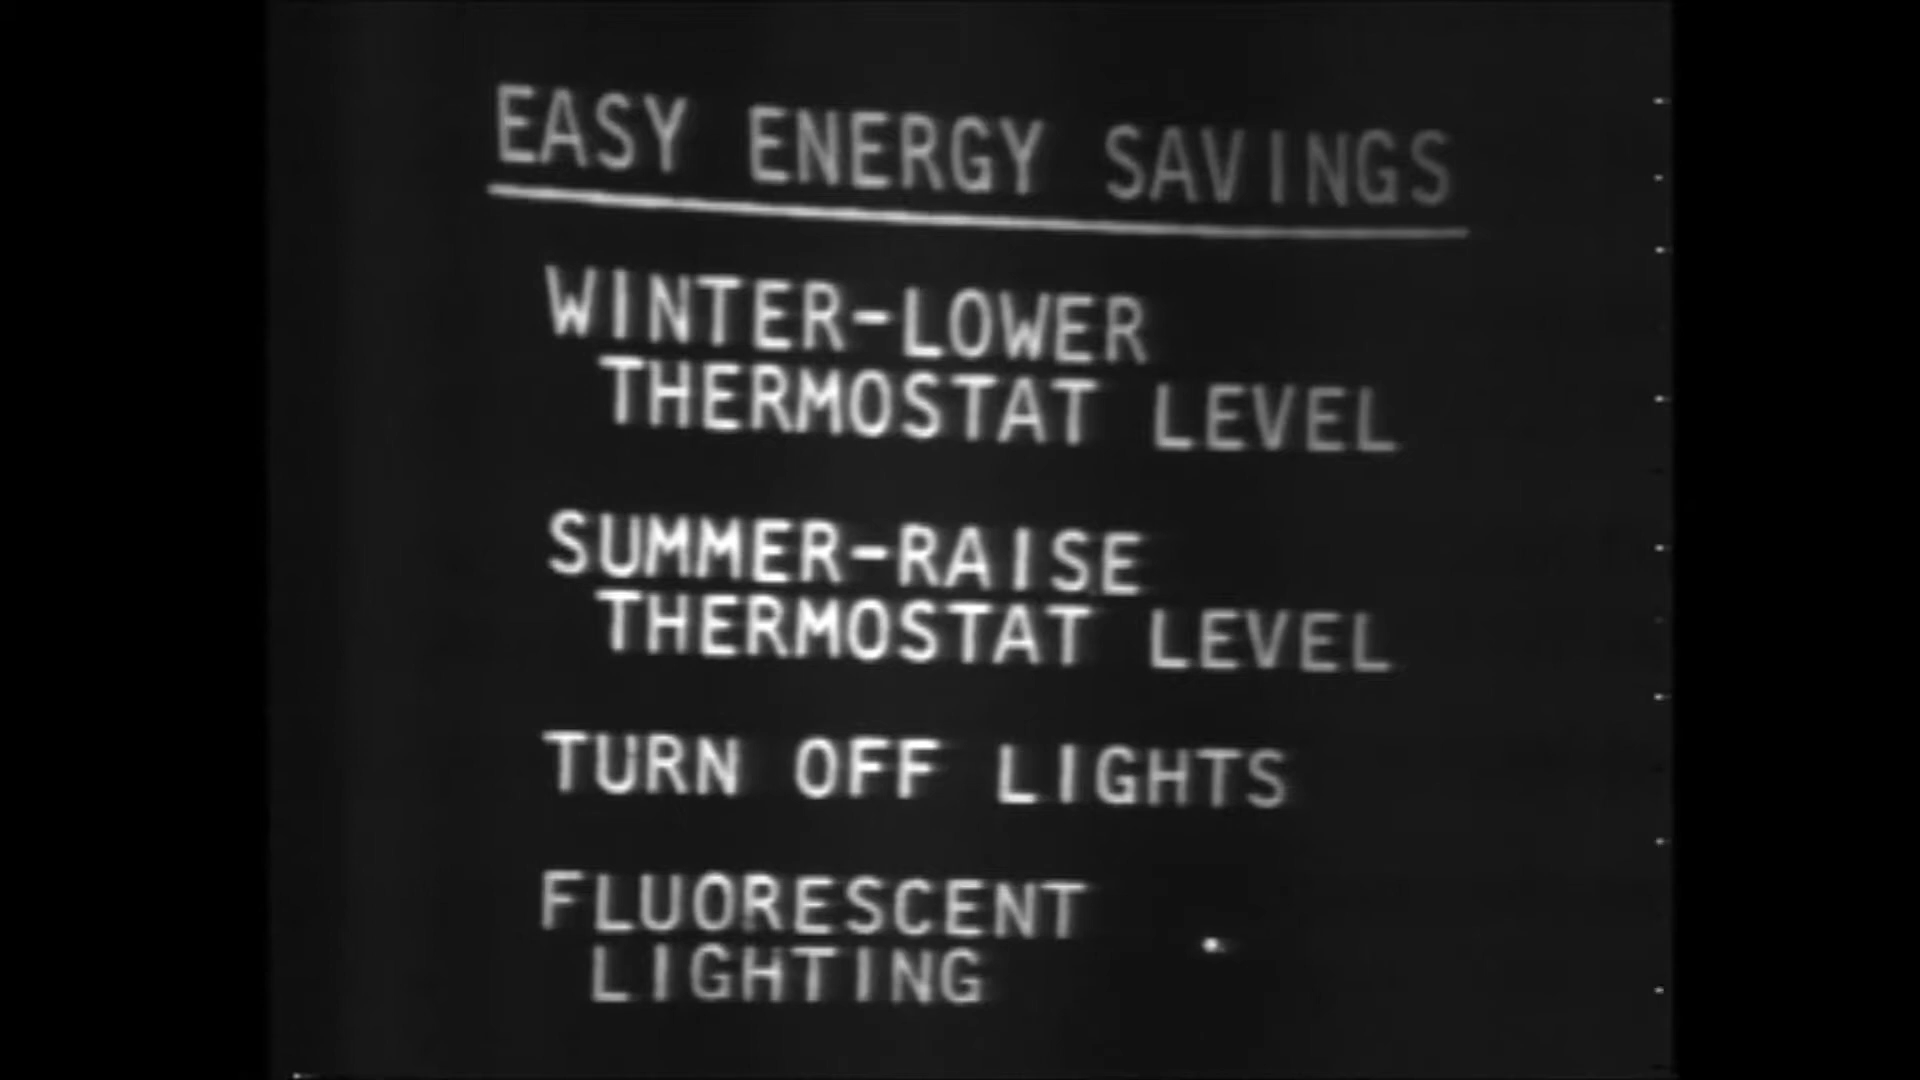 EASY ENERGY SAVINGS
WINTER-LOWER
THERMOSTAT LEVEL
SUMMER-RAISE
THERMOSTAT LEVEL
TURN OFF LIGHTS
FLUORESCENT
LIGHTING